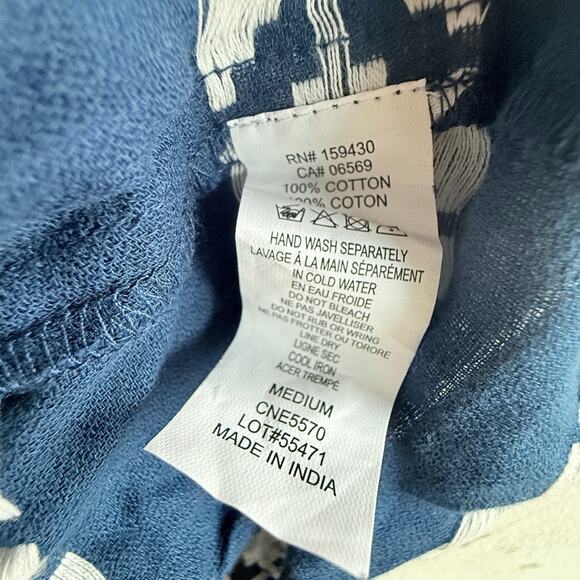 RN# 159430
CA# 06569
100% COTTON
100% COTON
HAND WASH SEPARATELY
LAVAGE À LA MAIN SÉPARÉMENT
IN COLD WATER
EN EAU FROIDE
DO NOT BLEACH
NE PAS JAVELLISER
DO NOT RUB OR WRING
NE PAS FROTTER OU TORORE
LINE DRY
LIGNE SEC
COOL IRON
ACER TREMPÉ
MEDIUM
CNE5570
LOT#55471
MADE IN INDIA